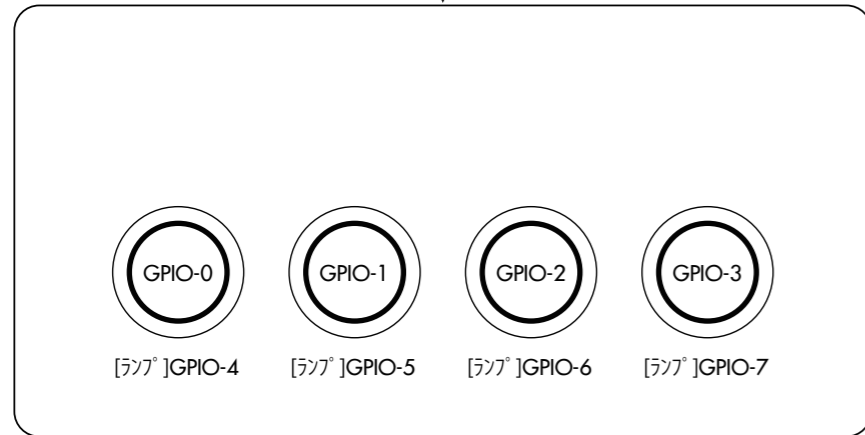 GPIO-0 GPIO-1 GPIO-2 GPIO-3
[ﾗﾝﾌﾟ]GPIO-4 [ﾗﾝﾌﾟ]GPIO-5 [ﾗﾝﾌﾟ]GPIO-6 [ﾗﾝﾌﾟ]GPIO-7